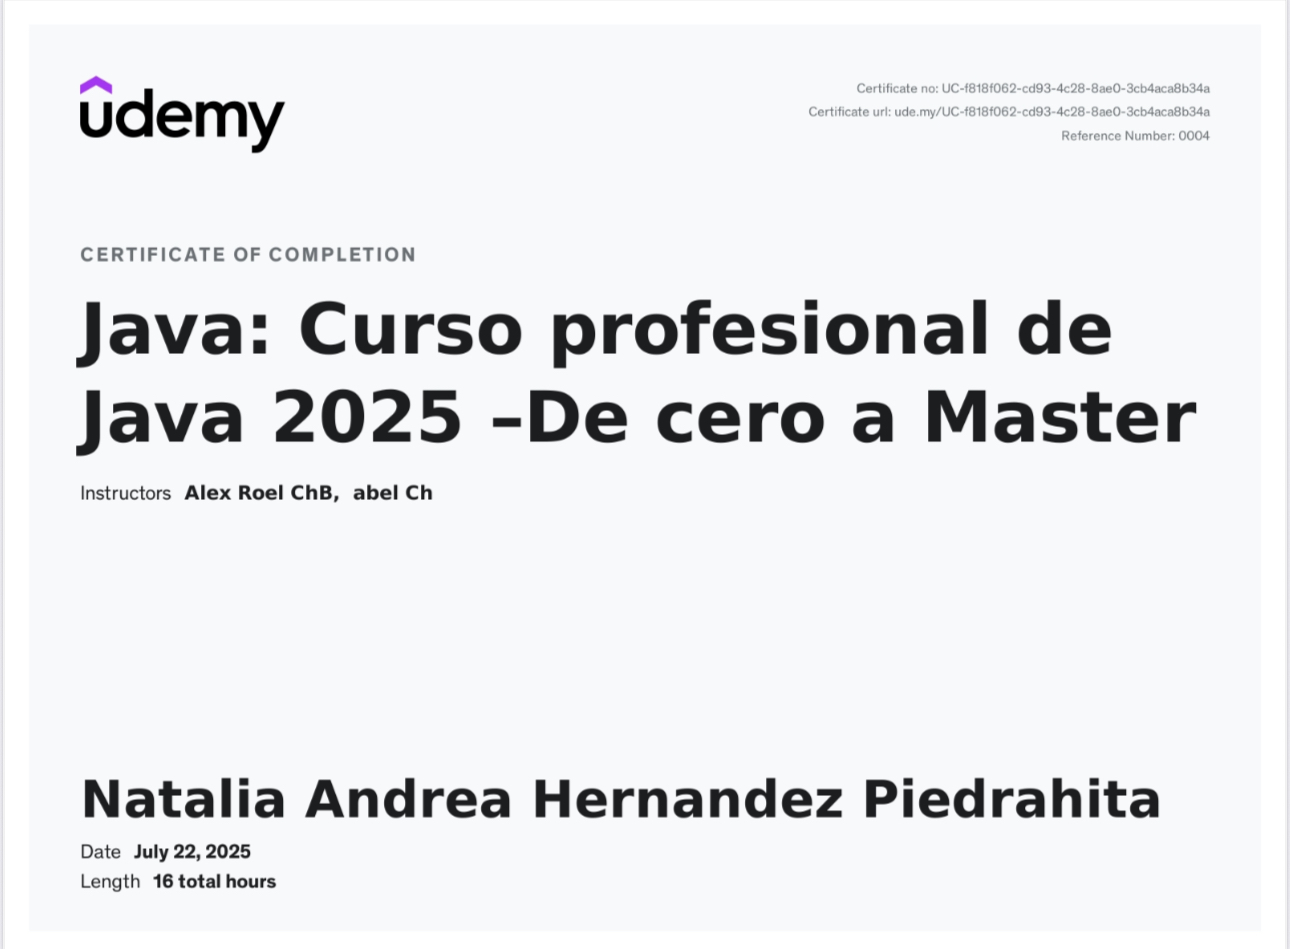 udemy
Certificate no: UC-f818f062-cd93-4c28-8ae0-3cb4aca8b34a
Certificate url: ude.my/UC-f818f062-cd93-4c28-8ae0-3cb4aca8b34a
Reference Number: 0004
CERTIFICATE OF COMPLETION
Java: Curso profesional de
Java 2025 –De cero a Master
Instructors Alex Roel ChB, abel Ch
Natalia Andrea Hernandez Piedrahita
Date July 22, 2025
Length 16 total hours